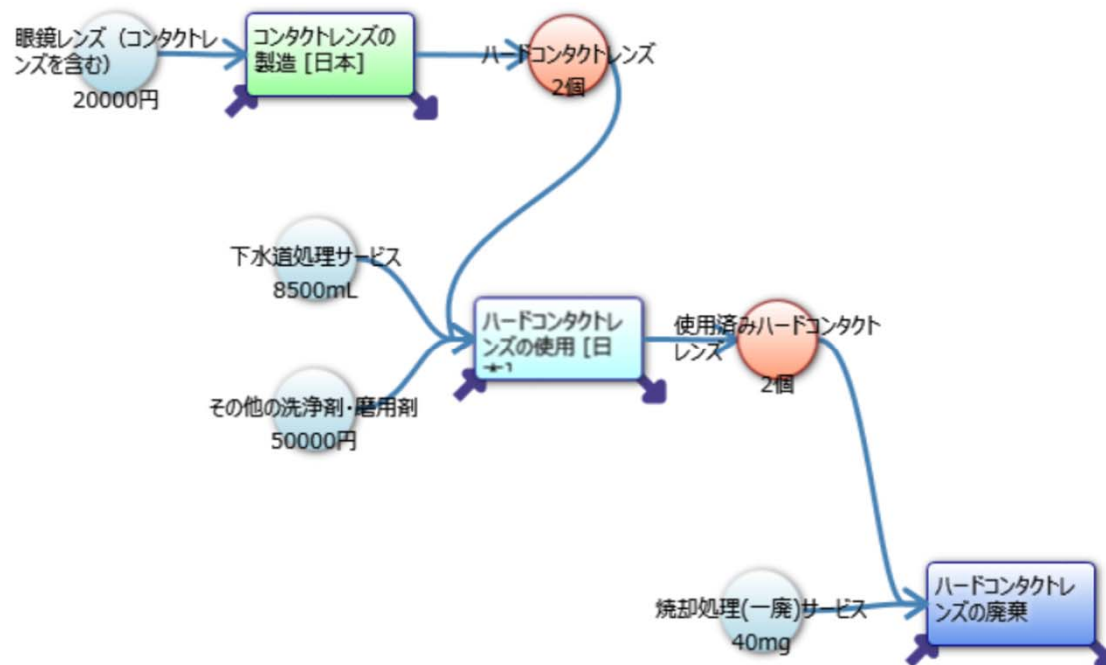 眼鏡レンズ（コンタクトレ
ンズを含む）
20000円
コンタクトレンズの
製造 [日本]
ハードコンタクトレンズ
2個
下水道処理サービス
8500mL
その他の洗浄剤・磨用剤
50000円
ハードコンタクトレ
ンズの使用 [日
使用済みハードコンタクト
レンズ
2個
焼却処理(一廃)サービス
40mg
ハードコンタクトレ
ンズの廃棄